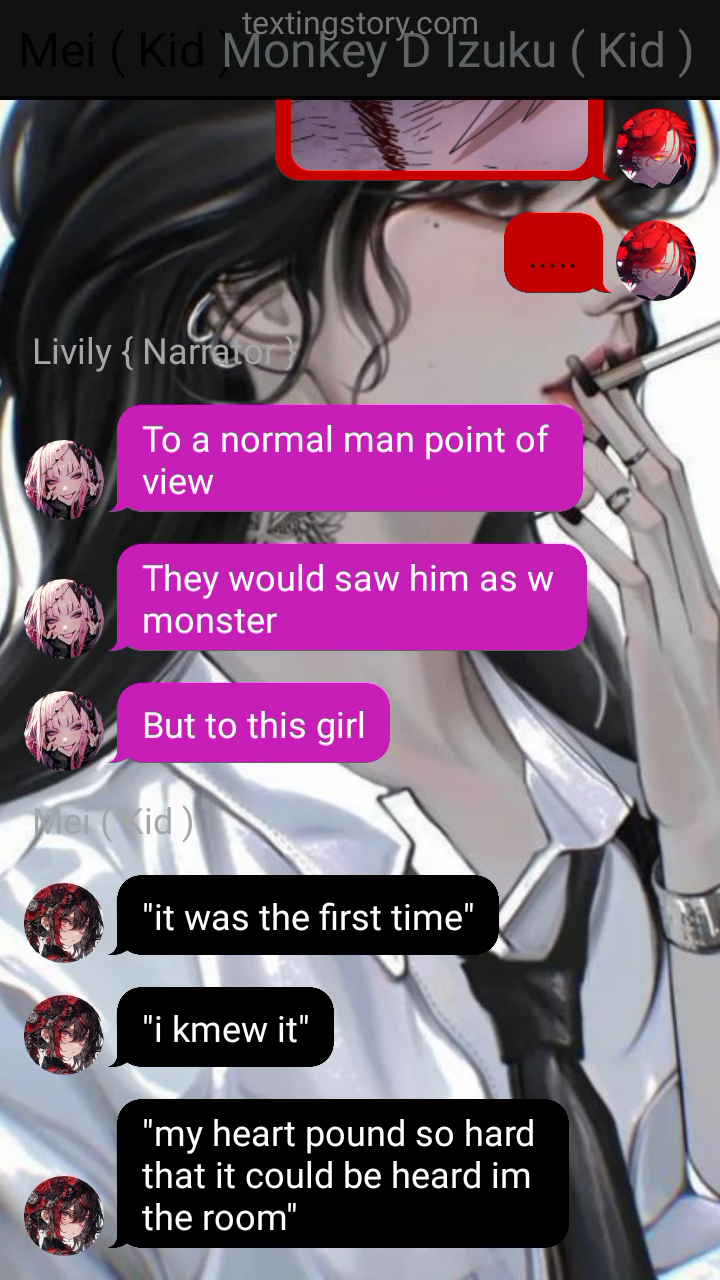 textingstory.com
Mei ( Kid ) Monkey D Izuku ( Kid )
.....
Livily { Narrator }
To a normal man point of
view
They would saw him as w
monster
But to this girl
Mei ( Kid )
"it was the first time"
"i kmew it"
"my heart pound so hard
that it could be heard im
the room"